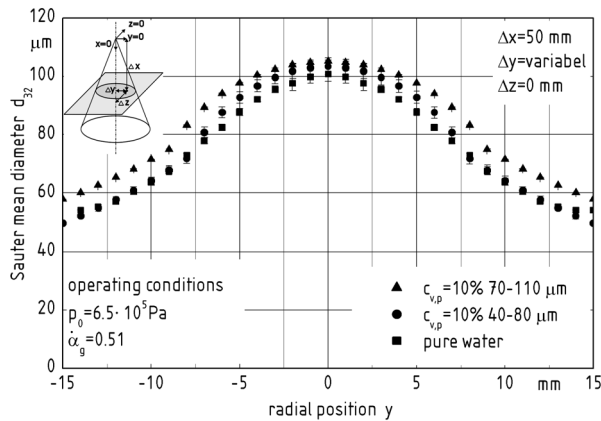 z=0
y=0
x=0
Δx
Δy
Δz
Δx=50 mm
Δy=variabel
Δz=0 mm
120
μm
100
80
60
40
20
0
Sauter mean diameter d32
operating conditions
p0=6.5· 10^5Pa
α̇g=0.51
cv,p=10% 70-110 μm
cv,p=10% 40-80 μm
pure water
-15 -10 -5 0 5 10 mm 15
radial position y